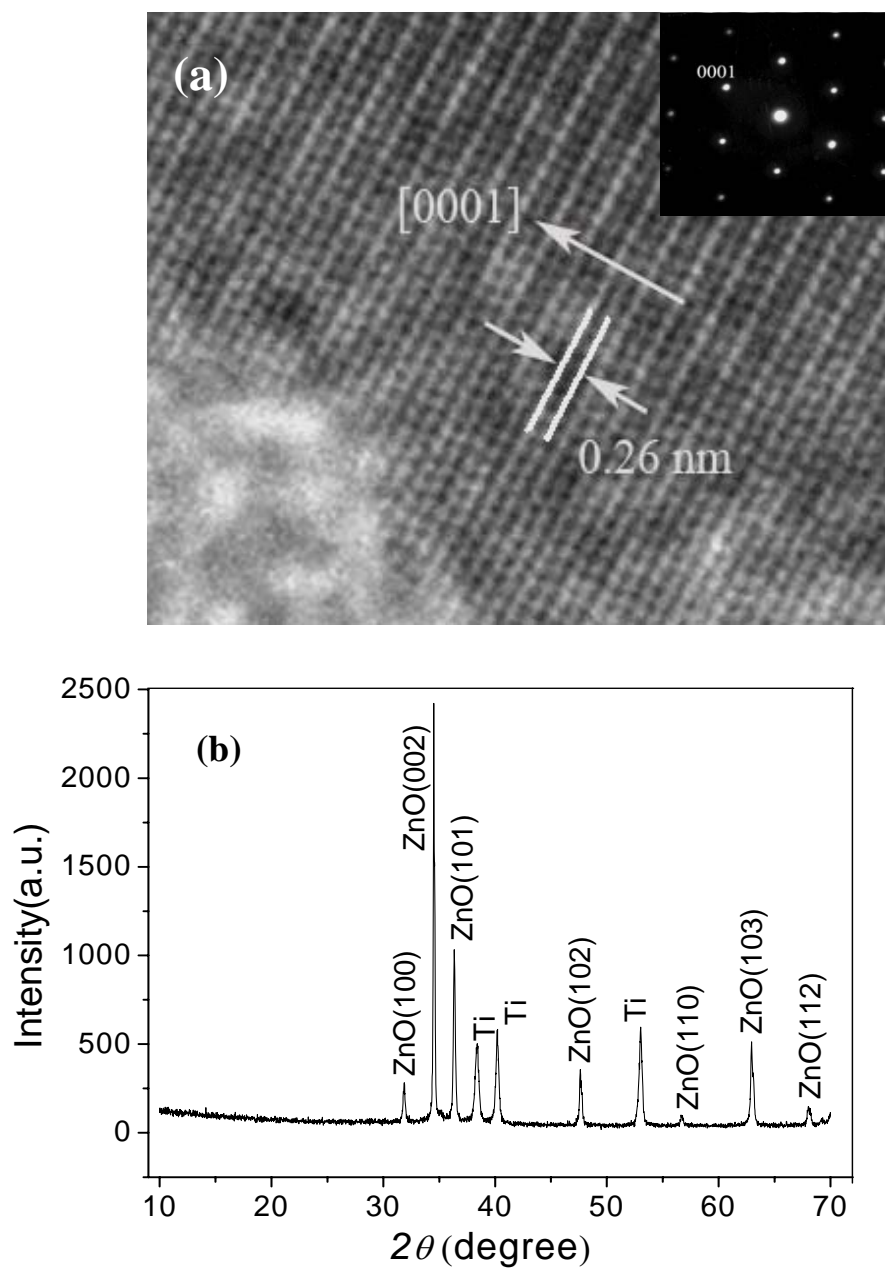 (a)
0001
[0001]
0.26 nm
(b)
2500
2000
1500
1000
500
0
Intensity(a.u.)
ZnO(100)
ZnO(002)
ZnO(101)
Ti
Ti
ZnO(102)
Ti
ZnO(110)
ZnO(103)
ZnO(112)
10 20 30 40 50 60 70
2θ (degree)